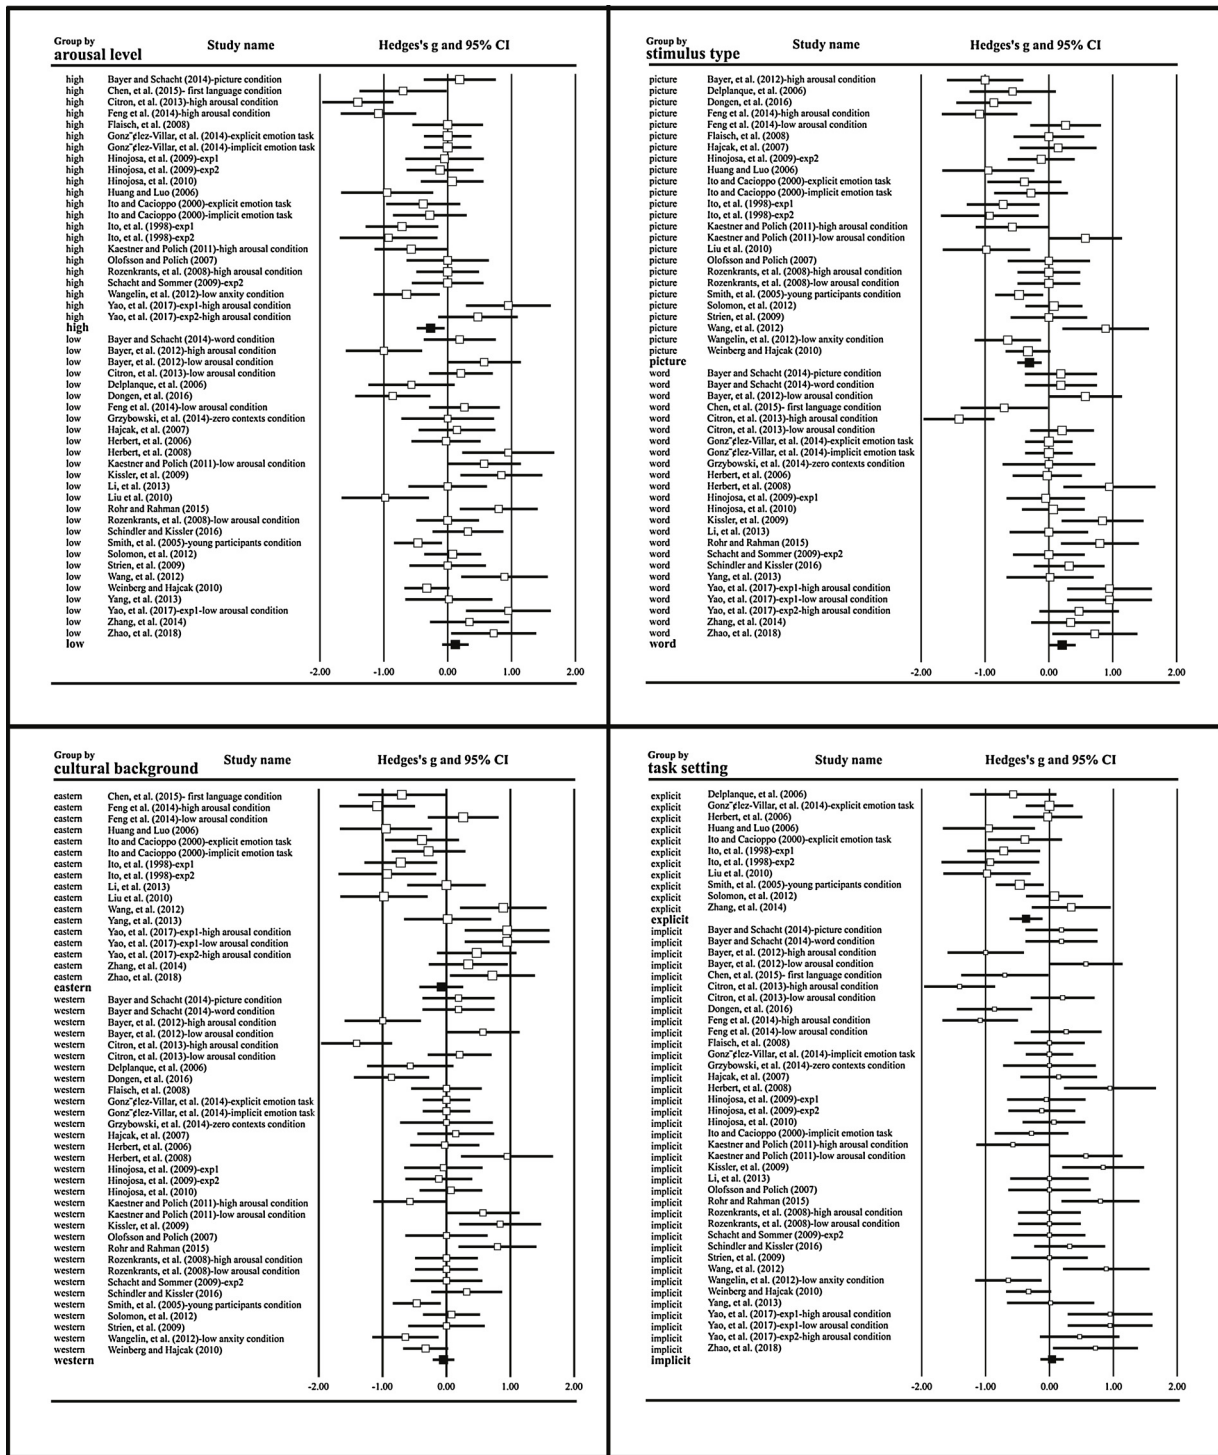 Group by
arousal level Study name Hedges's g and 95% CI
high Bayer and Schacht (2014)-picture condition
high Chen, et al. (2015)- first language condition
high Citron, et al. (2013)-high arousal condition
high Feng et al. (2014)-high arousal condition
high Flaisch, et al. (2008)
high Gonz˜¢lez-Villar, et al. (2014)-explicit emotion task
high Gonz˜¢lez-Villar, et al. (2014)-implicit emotion task
high Hinojosa, et al. (2009)-exp1
high Hinojosa, et al. (2009)-exp2
high Hinojosa, et al. (2010)
high Huang and Luo (2006)
high Ito and Cacioppo (2000)-explicit emotion task
high Ito and Cacioppo (2000)-implicit emotion task
high Ito, et al. (1998)-exp1
high Ito, et al. (1998)-exp2
high Kaestner and Polich (2011)-high arousal condition
high Olofsson and Polich (2007)
high Rozenkrants, et al. (2008)-high arousal condition
high Schacht and Sommer (2009)-exp2
high Wangelin, et al. (2012)-low anxity condition
high Yao, et al. (2017)-exp1-high arousal condition
high Yao, et al. (2017)-exp2-high arousal condition
high
low Bayer and Schacht (2014)-word condition
low Bayer, et al. (2012)-high arousal condition
low Bayer, et al. (2012)-low arousal condition
low Citron, et al. (2013)-low arousal condition
low Delplanque, et al. (2006)
low Dongen, et al. (2016)
low Feng et al. (2014)-low arousal condition
low Grzybowski, et al. (2014)-zero contexts condition
low Hajcak, et al. (2007)
low Herbert, et al. (2006)
low Herbert, et al. (2008)
low Kaestner and Polich (2011)-low arousal condition
low Kissler, et al. (2009)
low Li, et al. (2013)
low Liu et al. (2010)
low Rohr and Rahman (2015)
low Rozenkrants, et al. (2008)-low arousal condition
low Schindler and Kissler (2016)
low Smith, et al. (2005)-young participants condition
low Solomon, et al. (2012)
low Strien, et al. (2009)
low Wang, et al. (2012)
low Weinberg and Hajcak (2010)
low Yang, et al. (2013)
low Yao, et al. (2017)-exp1-low arousal condition
low Zhang, et al. (2014)
low Zhao, et al. (2018)
low
-2.00 -1.00 0.00 1.00 2.00
Group by
stimulus type Study name Hedges's g and 95% CI
picture Bayer, et al. (2012)-high arousal condition
picture Delplanque, et al. (2006)
picture Dongen, et al. (2016)
picture Feng et al. (2014)-high arousal condition
picture Feng et al. (2014)-low arousal condition
picture Flaisch, et al. (2008)
picture Hajcak, et al. (2007)
picture Hinojosa, et al. (2009)-exp2
picture Huang and Luo (2006)
picture Ito and Cacioppo (2000)-explicit emotion task
picture Ito and Cacioppo (2000)-implicit emotion task
picture Ito, et al. (1998)-exp1
picture Ito, et al. (1998)-exp2
picture Kaestner and Polich (2011)-high arousal condition
picture Kaestner and Polich (2011)-low arousal condition
picture Liu et al. (2010)
picture Olofsson and Polich (2007)
picture Rozenkrants, et al. (2008)-high arousal condition
picture Rozenkrants, et al. (2008)-low arousal condition
picture Smith, et al. (2005)-young participants condition
picture Solomon, et al. (2012)
picture Strien, et al. (2009)
picture Wang, et al. (2012)
picture Wangelin, et al. (2012)-low anxity condition
picture Weinberg and Hajcak (2010)
picture
word Bayer and Schacht (2014)-picture condition
word Bayer and Schacht (2014)-word condition
word Bayer, et al. (2012)-low arousal condition
word Chen, et al. (2015)- first language condition
word Citron, et al. (2013)-high arousal condition
word Citron, et al. (2013)-low arousal condition
word Gonz˜¢lez-Villar, et al. (2014)-explicit emotion task
word Gonz˜¢lez-Villar, et al. (2014)-implicit emotion task
word Grzybowski, et al. (2014)-zero contexts condition
word Herbert, et al. (2006)
word Herbert, et al. (2008)
word Hinojosa, et al. (2009)-exp1
word Hinojosa, et al. (2010)
word Kissler, et al. (2009)
word Li, et al. (2013)
word Rohr and Rahman (2015)
word Schacht and Sommer (2009)-exp2
word Schindler and Kissler (2016)
word Yang, et al. (2013)
word Yao, et al. (2017)-exp1-high arousal condition
word Yao, et al. (2017)-exp1-low arousal condition
word Yao, et al. (2017)-exp2-high arousal condition
word Zhang, et al. (2014)
word Zhao, et al. (2018)
word
-2.00 -1.00 0.00 1.00 2.00
Group by
cultural background Study name Hedges's g and 95% CI
eastern Chen, et al. (2015)- first language condition
eastern Feng et al. (2014)-high arousal condition
eastern Feng et al. (2014)-low arousal condition
eastern Huang and Luo (2006)
eastern Ito and Cacioppo (2000)-explicit emotion task
eastern Ito and Cacioppo (2000)-implicit emotion task
eastern Ito, et al. (1998)-exp1
eastern Ito, et al. (1998)-exp2
eastern Li, et al. (2013)
eastern Liu et al. (2010)
eastern Wang, et al. (2012)
eastern Yang, et al. (2013)
eastern Yao, et al. (2017)-exp1-high arousal condition
eastern Yao, et al. (2017)-exp1-low arousal condition
eastern Yao, et al. (2017)-exp2-high arousal condition
eastern Zhang, et al. (2014)
eastern Zhao, et al. (2018)
eastern
western Bayer and Schacht (2014)-picture condition
western Bayer and Schacht (2014)-word condition
western Bayer, et al. (2012)-high arousal condition
western Bayer, et al. (2012)-low arousal condition
western Citron, et al. (2013)-high arousal condition
western Citron, et al. (2013)-low arousal condition
western Delplanque, et al. (2006)
western Dongen, et al. (2016)
western Flaisch, et al. (2008)
western Gonz˜¢lez-Villar, et al. (2014)-explicit emotion task
western Gonz˜¢lez-Villar, et al. (2014)-implicit emotion task
western Grzybowski, et al. (2014)-zero contexts condition
western Hajcak, et al. (2007)
western Herbert, et al. (2006)
western Herbert, et al. (2008)
western Hinojosa, et al. (2009)-exp1
western Hinojosa, et al. (2009)-exp2
western Hinojosa, et al. (2010)
western Kaestner and Polich (2011)-high arousal condition
western Kaestner and Polich (2011)-low arousal condition
western Kissler, et al. (2009)
western Olofsson and Polich (2007)
western Rohr and Rahman (2015)
western Rozenkrants, et al. (2008)-high arousal condition
western Rozenkrants, et al. (2008)-low arousal condition
western Schacht and Sommer (2009)-exp2
western Schindler and Kissler (2016)
western Smith, et al. (2005)-young participants condition
western Solomon, et al. (2012)
western Strien, et al. (2009)
western Wangelin, et al. (2012)-low anxity condition
western Weinberg and Hajcak (2010)
western
-2.00 -1.00 0.00 1.00 2.00
Group by
task setting Study name Hedges's g and 95% CI
explicit Delplanque, et al. (2006)
explicit Gonz˜¢lez-Villar, et al. (2014)-explicit emotion task
explicit Herbert, et al. (2006)
explicit Huang and Luo (2006)
explicit Ito and Cacioppo (2000)-explicit emotion task
explicit Ito, et al. (1998)-exp1
explicit Ito, et al. (1998)-exp2
explicit Liu et al. (2010)
explicit Smith, et al. (2005)-young participants condition
explicit Solomon, et al. (2012)
explicit Zhang, et al. (2014)
explicit
implicit Bayer and Schacht (2014)-picture condition
implicit Bayer and Schacht (2014)-word condition
implicit Bayer, et al. (2012)-high arousal condition
implicit Bayer, et al. (2012)-low arousal condition
implicit Chen, et al. (2015)- first language condition
implicit Citron, et al. (2013)-high arousal condition
implicit Citron, et al. (2013)-low arousal condition
implicit Dongen, et al. (2016)
implicit Feng et al. (2014)-high arousal condition
implicit Feng et al. (2014)-low arousal condition
implicit Flaisch, et al. (2008)
implicit Gonz˜¢lez-Villar, et al. (2014)-implicit emotion task
implicit Grzybowski, et al. (2014)-zero contexts condition
implicit Hajcak, et al. (2007)
implicit Herbert, et al. (2008)
implicit Hinojosa, et al. (2009)-exp1
implicit Hinojosa, et al. (2009)-exp2
implicit Hinojosa, et al. (2010)
implicit Ito and Cacioppo (2000)-implicit emotion task
implicit Kaestner and Polich (2011)-high arousal condition
implicit Kaestner and Polich (2011)-low arousal condition
implicit Kissler, et al. (2009)
implicit Li, et al. (2013)
implicit Olofsson and Polich (2007)
implicit Rohr and Rahman (2015)
implicit Rozenkrants, et al. (2008)-high arousal condition
implicit Rozenkrants, et al. (2008)-low arousal condition
implicit Schacht and Sommer (2009)-exp2
implicit Schindler and Kissler (2016)
implicit Strien, et al. (2009)
implicit Wang, et al. (2012)
implicit Wangelin, et al. (2012)-low anxity condition
implicit Weinberg and Hajcak (2010)
implicit Yang, et al. (2013)
implicit Yao, et al. (2017)-exp1-high arousal condition
implicit Yao, et al. (2017)-exp1-low arousal condition
implicit Yao, et al. (2017)-exp2-high arousal condition
implicit Zhao, et al. (2018)
implicit
-2.00 -1.00 0.00 1.00 2.00